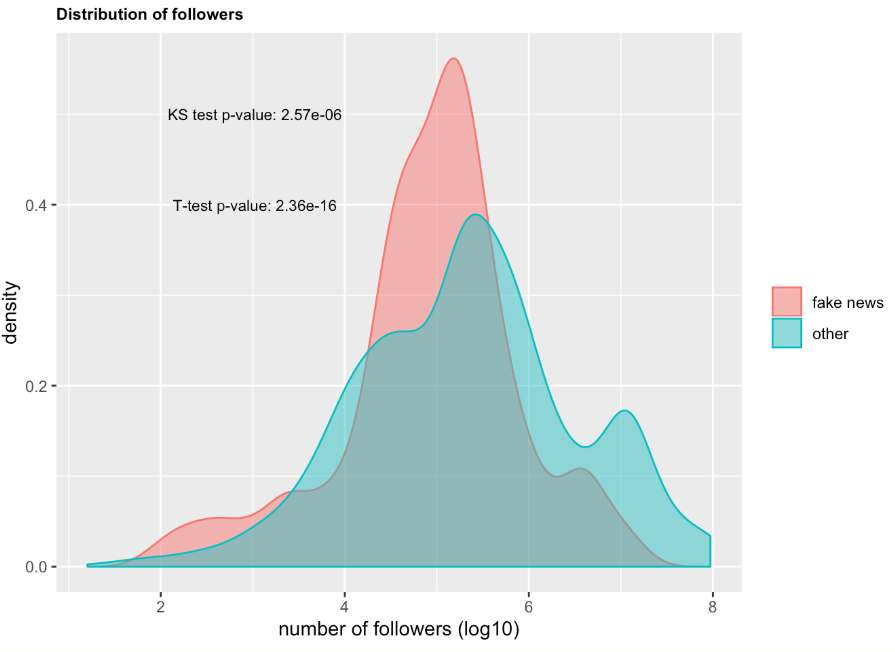 Distribution of followers
KS test p-value: 2.57e-06
T-test p-value: 2.36e-16
0.4
0.2
0.0
density
2 4 6 8
number of followers (log10)
fake news
other